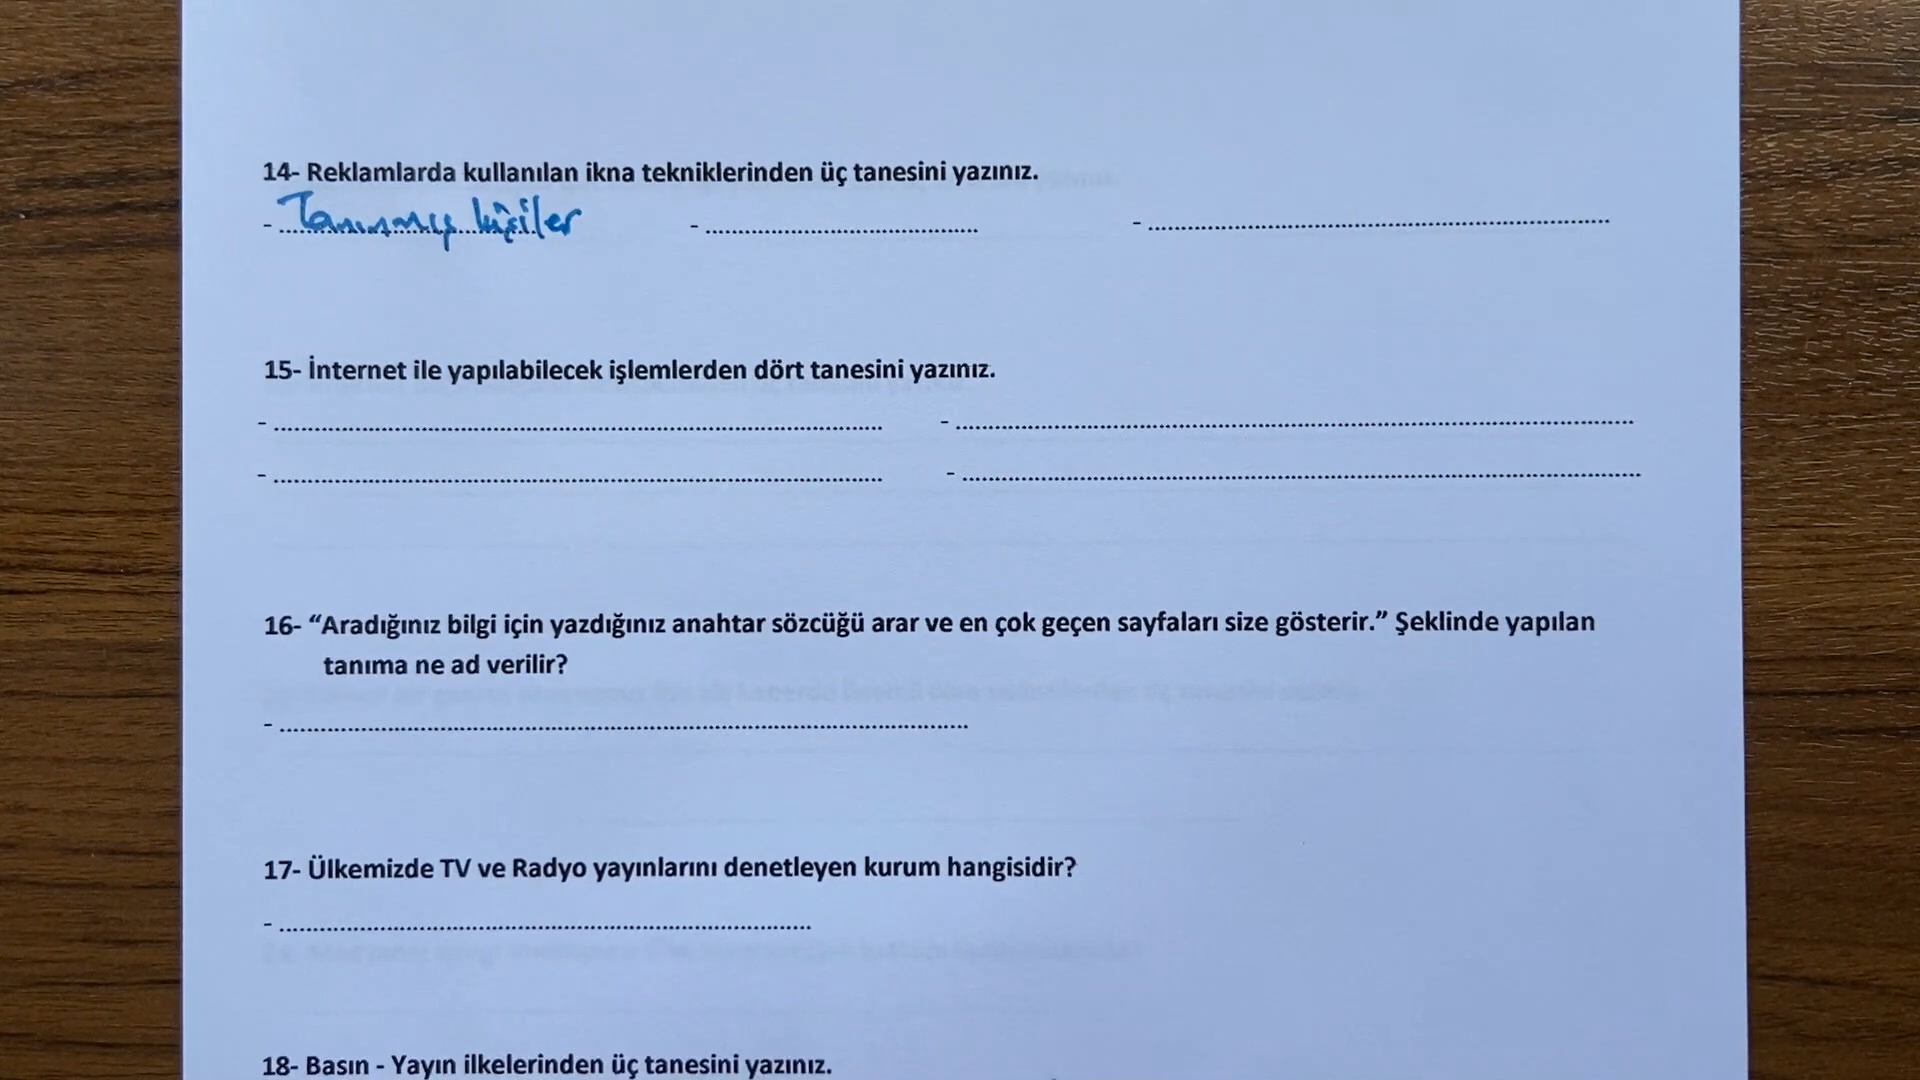 14- Reklamlarda kullanılan ikna tekniklerinden üç tanesini yazınız.
- Tanınmış kişiler - .......... - ..........
15- İnternet ile yapılabilecek işlemlerden dört tanesini yazınız.
- .......... - ..........
- .......... - ..........
16- “Aradığınız bilgi için yazdığınız anahtar sözcüğü arar ve en çok geçen sayfaları size gösterir.” Şeklinde yapılan
tanıma ne ad verilir?
- ..........
17- Ülkemizde TV ve Radyo yayınlarını denetleyen kurum hangisidir?
- ..........
18- Basın - Yayın ilkelerinden üç tanesini yazınız.